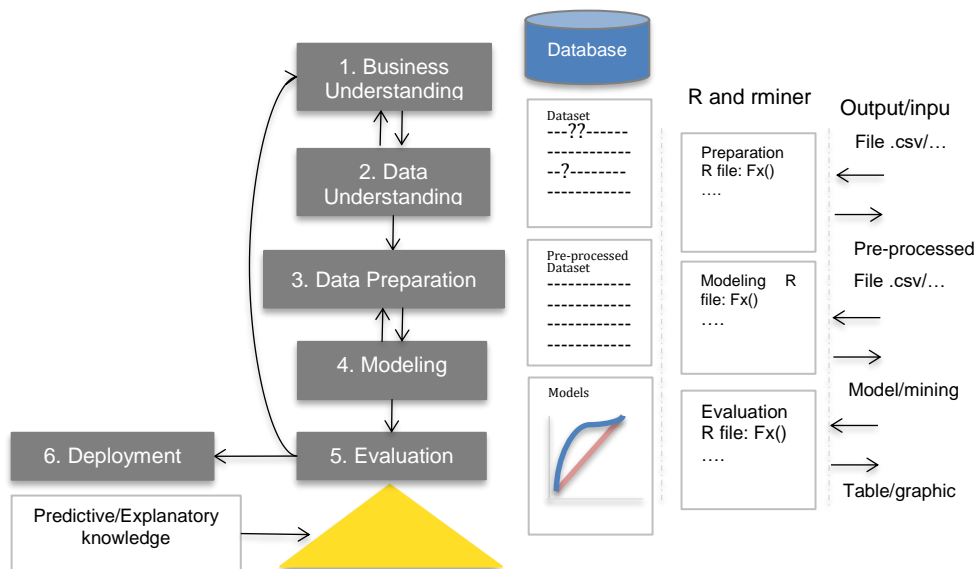 1. Business
Understanding
2. Data
Understanding
3. Data Preparation
4. Modeling
5. Evaluation
6. Deployment
Predictive/Explanatory
knowledge
Database
Dataset
---??------
--------------
--?---------
--------------
Pre-processed
Dataset
--------------
--------------
--------------
--------------
Models
R and rminer
Preparation
R file: Fx()
....
Modeling R
file: Fx()
....
Evaluation
R file: Fx()
....
Output/inpu
File .csv/…
Pre-processed
File .csv/…
Model/mining
Table/graphic